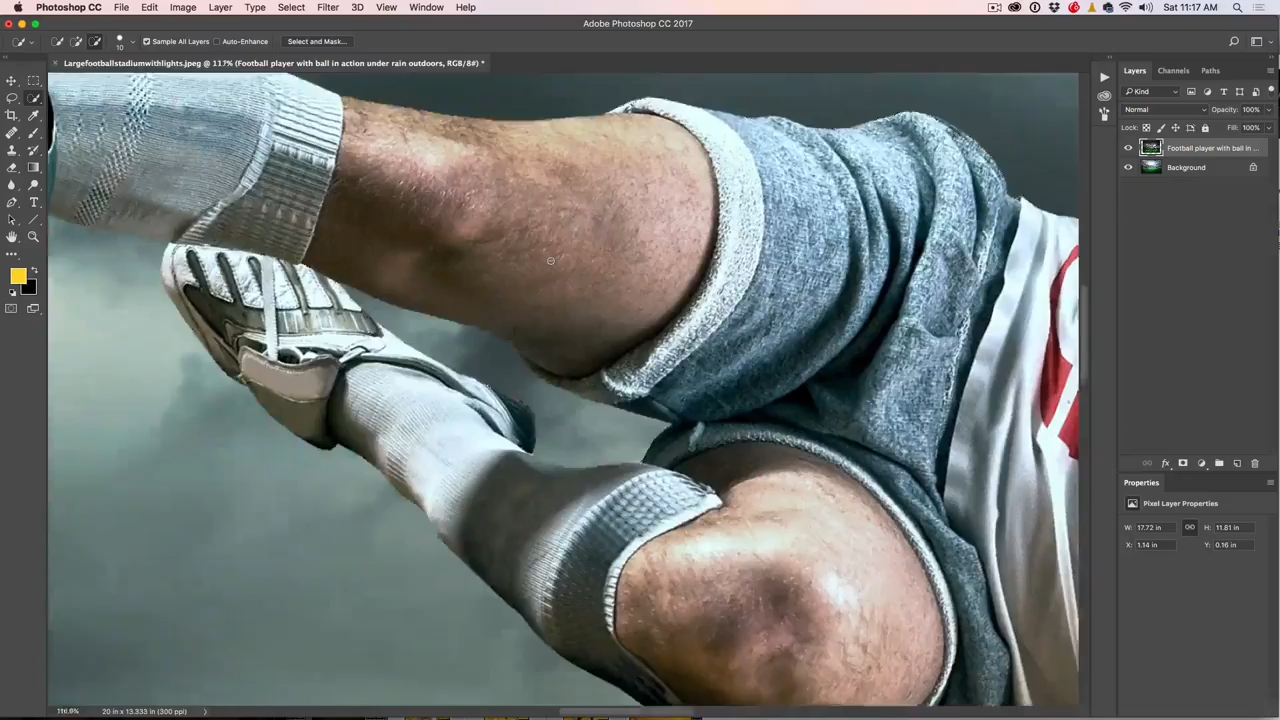 Photoshop CC File Edit Image Layer Type Select Filter 3D View Window Help Sat 11:17 AM
Adobe Photoshop CC 2017
10 Sample All Layers Auto-Enhance Select and Mask...
× Largefootballstadiumwithlights.jpeg @ 117% (Football player with ball in action under rain outdoors, RGB/8#) *
Layers Channels Paths
Kind
Normal Opacity: 100%
Lock: Fill: 100%
Football player with ball in ...
Background
fx
Properties
Pixel Layer Properties
W: 17.72 in H: 11.81 in
X: 1.14 in Y: 0.16 in
20 in x 13.333 in (300 ppi)